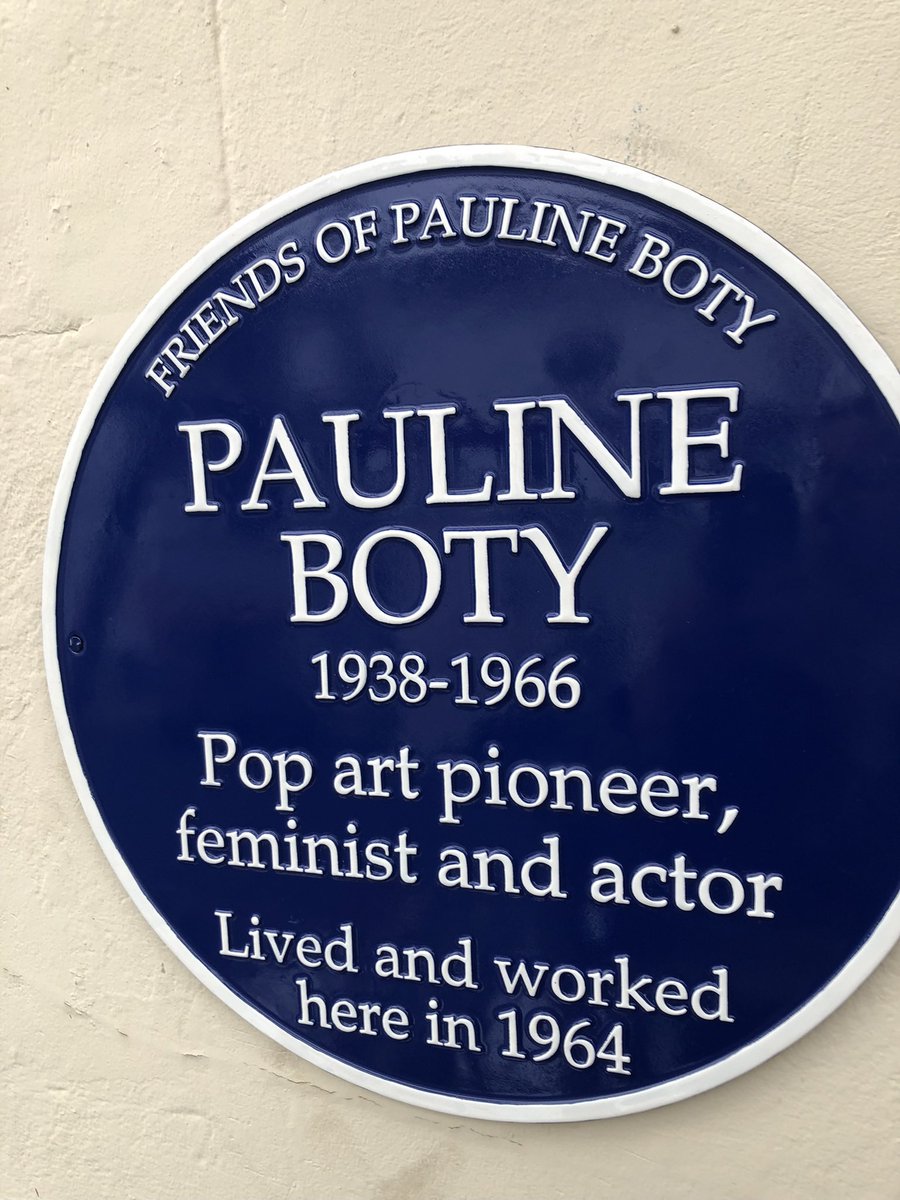 FRIENDS OF PAULINE BOTY
PAULINE
BOTY
1938-1966
Pop art pioneer,
feminist and actor
Lived and worked
here in 1964